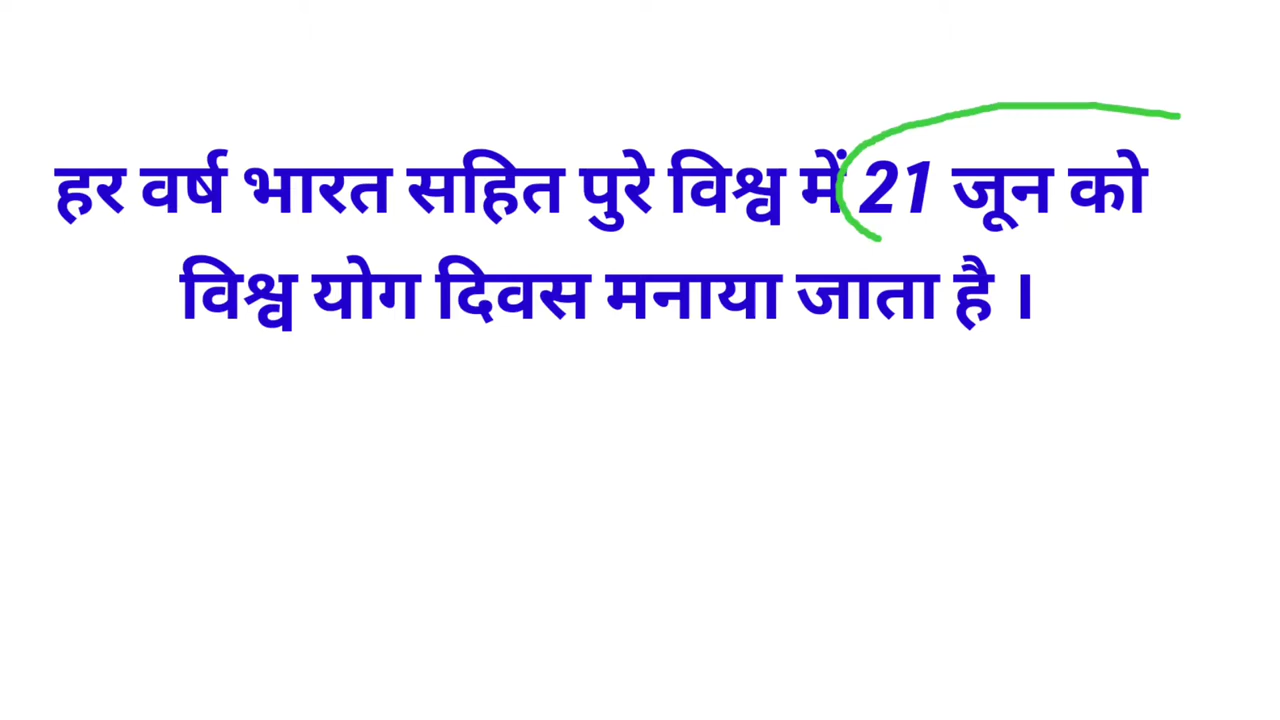 हर वर्ष भारत सहित पुरे विश्व में 21 जून को
विश्व योग दिवस मनाया जाता है ।